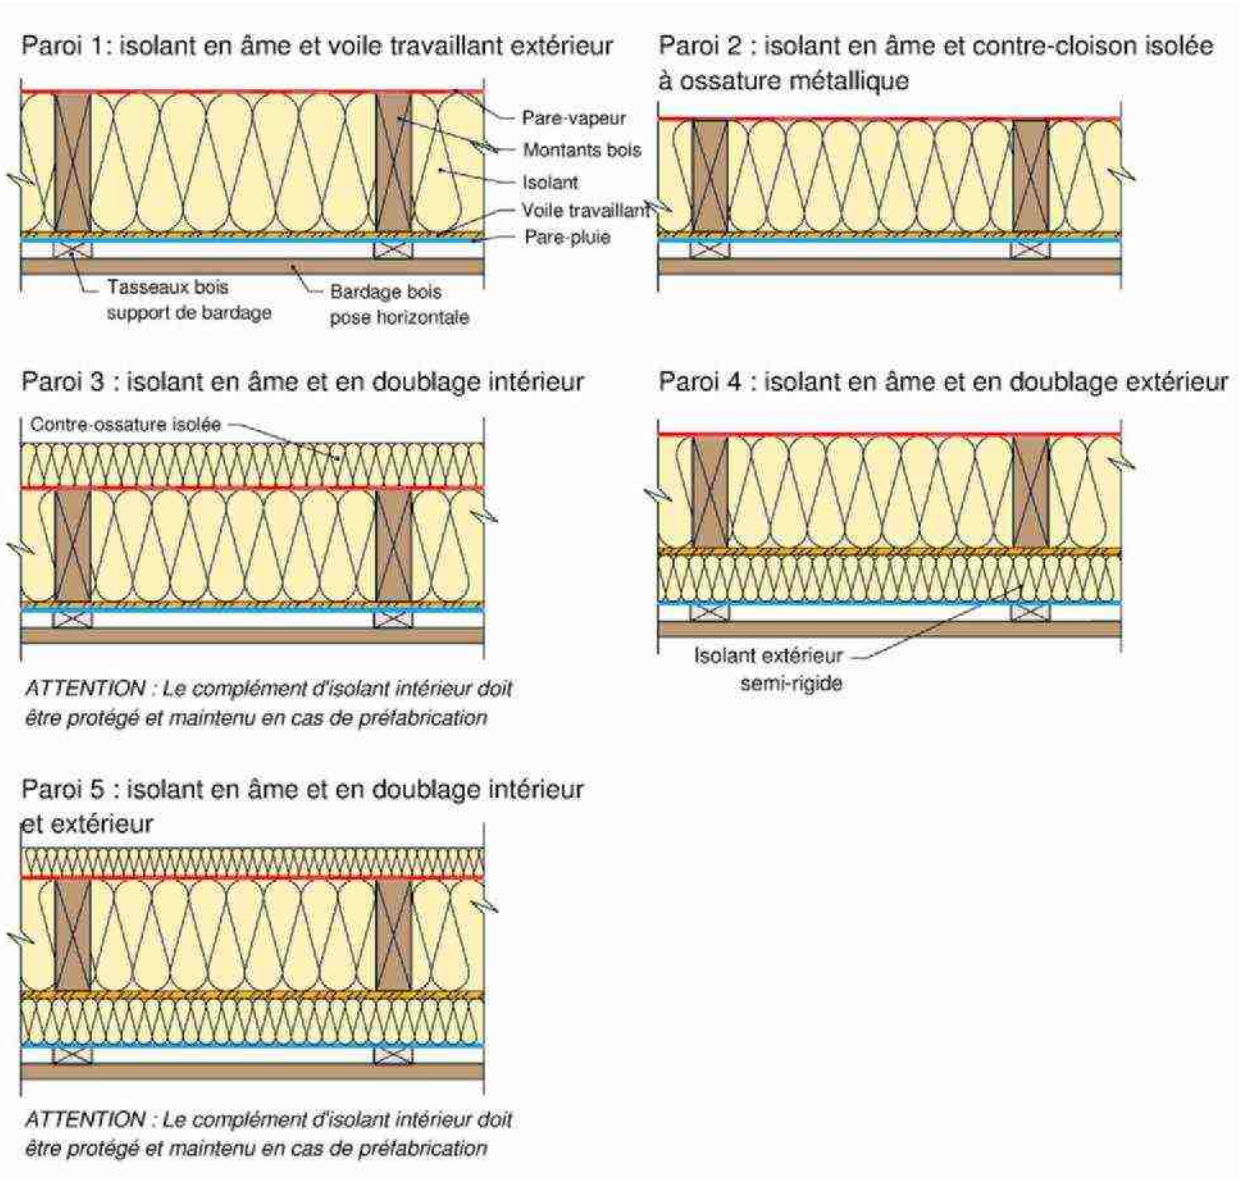 Paroi 1: isolant en âme et voile travaillant extérieur
Pare-vapeur
Montants bois
Isolant
Voile travaillant
Pare-pluie
Tasseaux bois
support de bardage
Bardage bois
pose horizontale
Paroi 2 : isolant en âme et contre-cloison isolée
à ossature métallique
Paroi 3 : isolant en âme et en doublage intérieur
Contre-ossature isolée
ATTENTION : Le complément d'isolant intérieur doit
être protégé et maintenu en cas de préfabrication
Paroi 4 : isolant en âme et en doublage extérieur
Isolant extérieur
semi-rigide
Paroi 5 : isolant en âme et en doublage intérieur
et extérieur
ATTENTION : Le complément d'isolant intérieur doit
être protégé et maintenu en cas de préfabrication